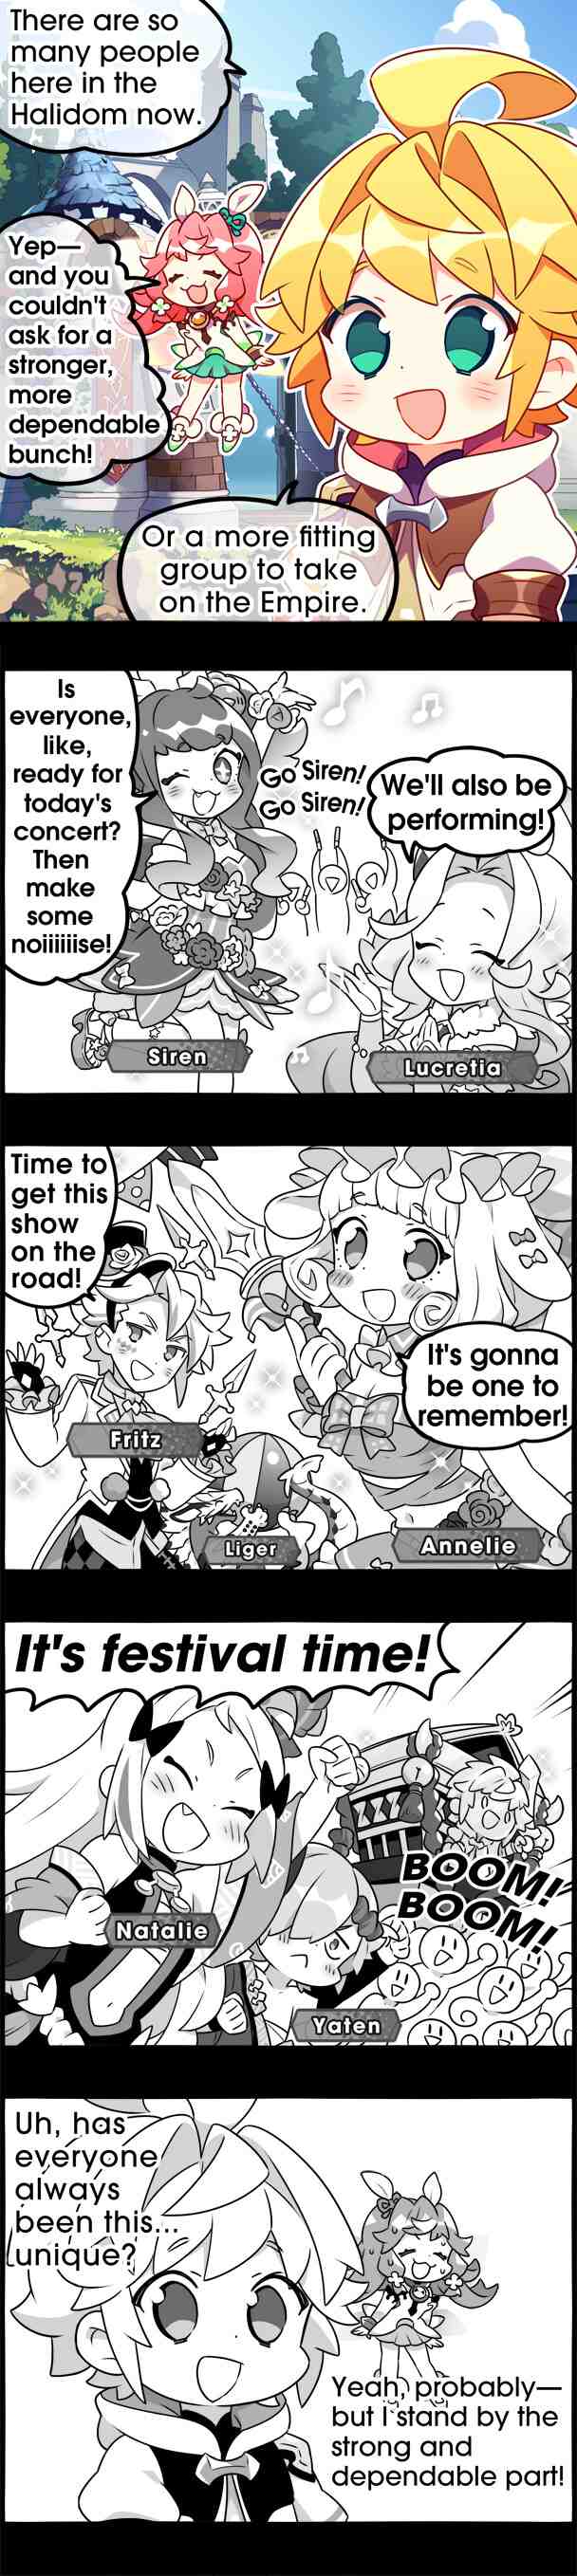 There are so
many people
here in the
Halidom now.
Yep—
and you
couldn't
ask for a
stronger,
more
dependable
bunch!
Or a more fitting
group to take
on the Empire.
Is
everyone,
like,
ready for
today's
concert?
Then
make
some
noiiiiiise!
Go Siren!
Go Siren!
We'll also be
performing!
Siren
Lucretia
Time to
get this
show
on the
road!
It's gonna
be one to
remember!
Fritz
Liger
Annelie
It's festival time!
BOOM!
BOOM!
Natalie
Yaten
Uh, has
everyone
always
been this...
unique?
Yeah, probably—
but I stand by the
strong and
dependable part!